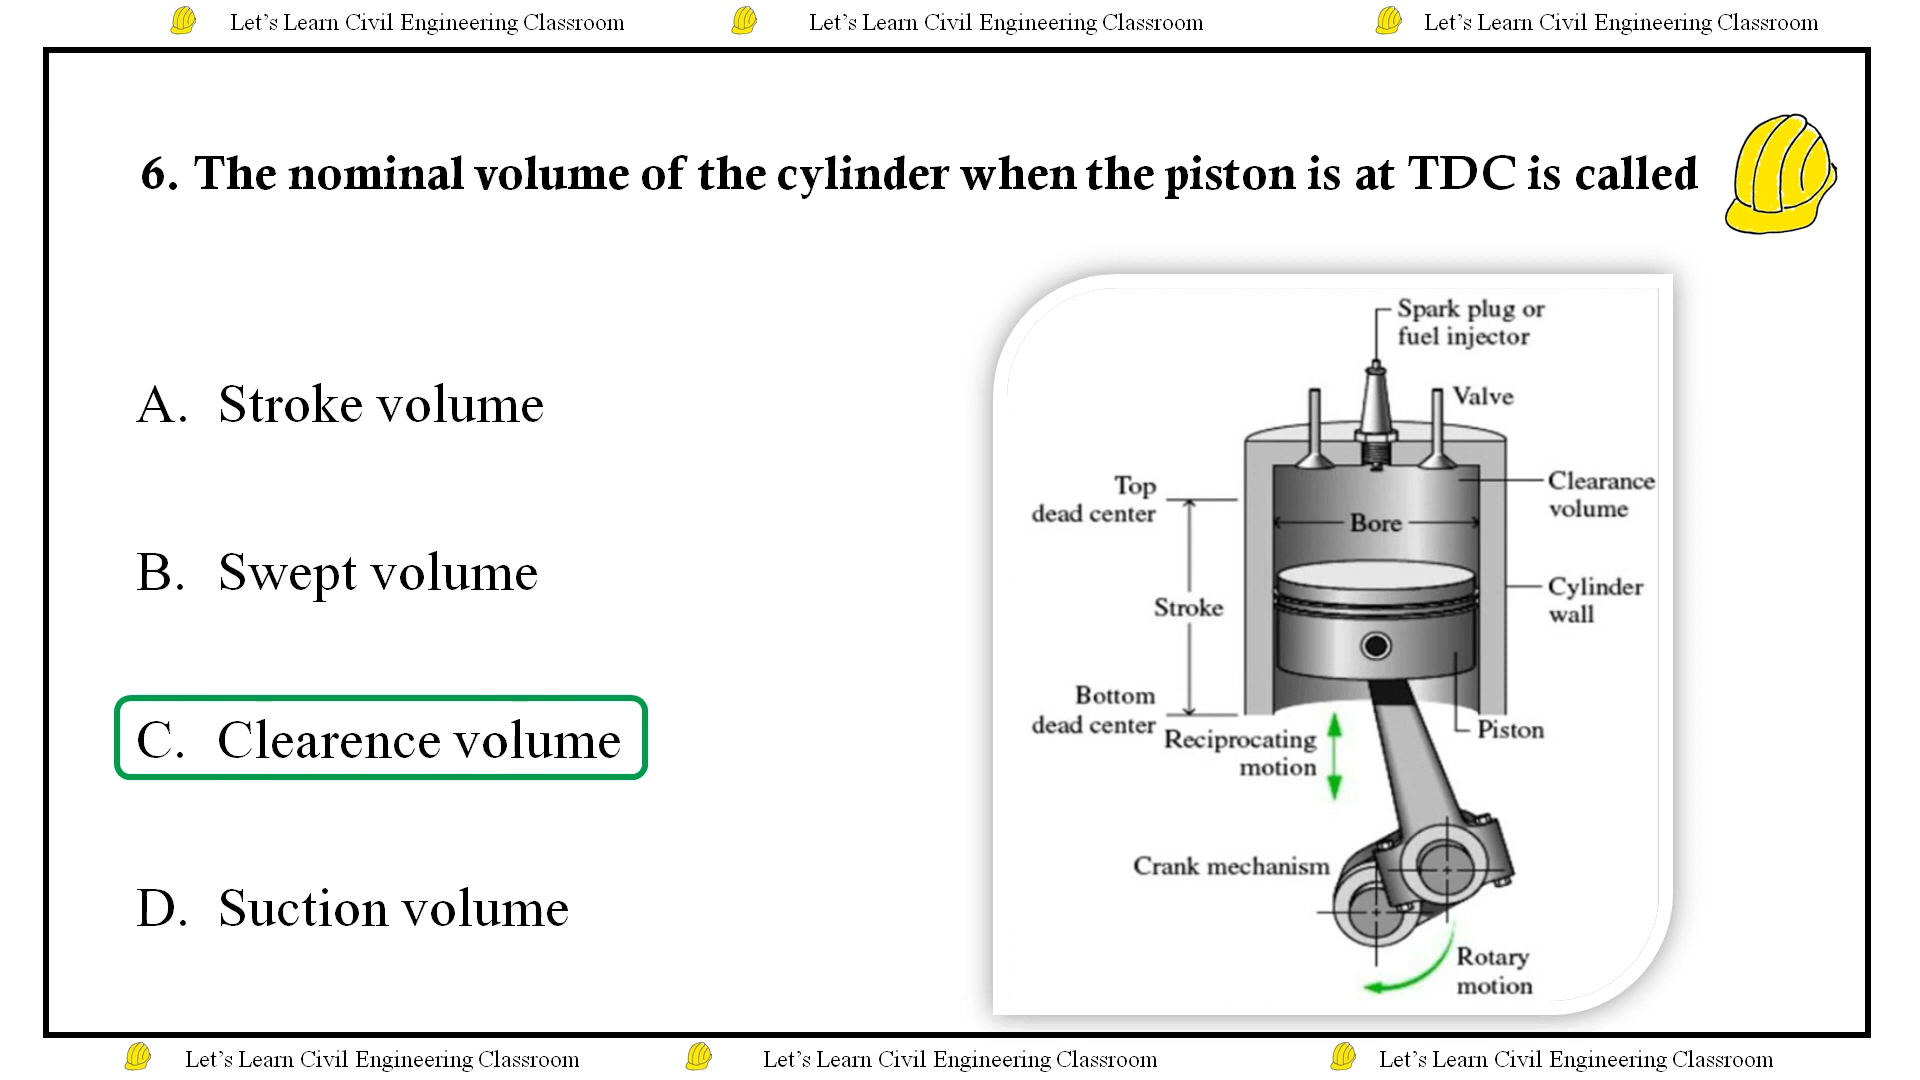 Let’s Learn Civil Engineering Classroom Let’s Learn Civil Engineering Classroom Let’s Learn Civil Engineering Classroom
6. The nominal volume of the cylinder when the piston is at TDC is called
A. Stroke volume
B. Swept volume
C. Clearence volume
D. Suction volume
Spark plug or
fuel injector
Valve
Top
dead center
Clearance
volume
Bore
Stroke
Cylinder
wall
Bottom
dead center
Reciprocating
motion
Piston
Crank mechanism
Rotary
motion
Let’s Learn Civil Engineering Classroom Let’s Learn Civil Engineering Classroom Let’s Learn Civil Engineering Classroom